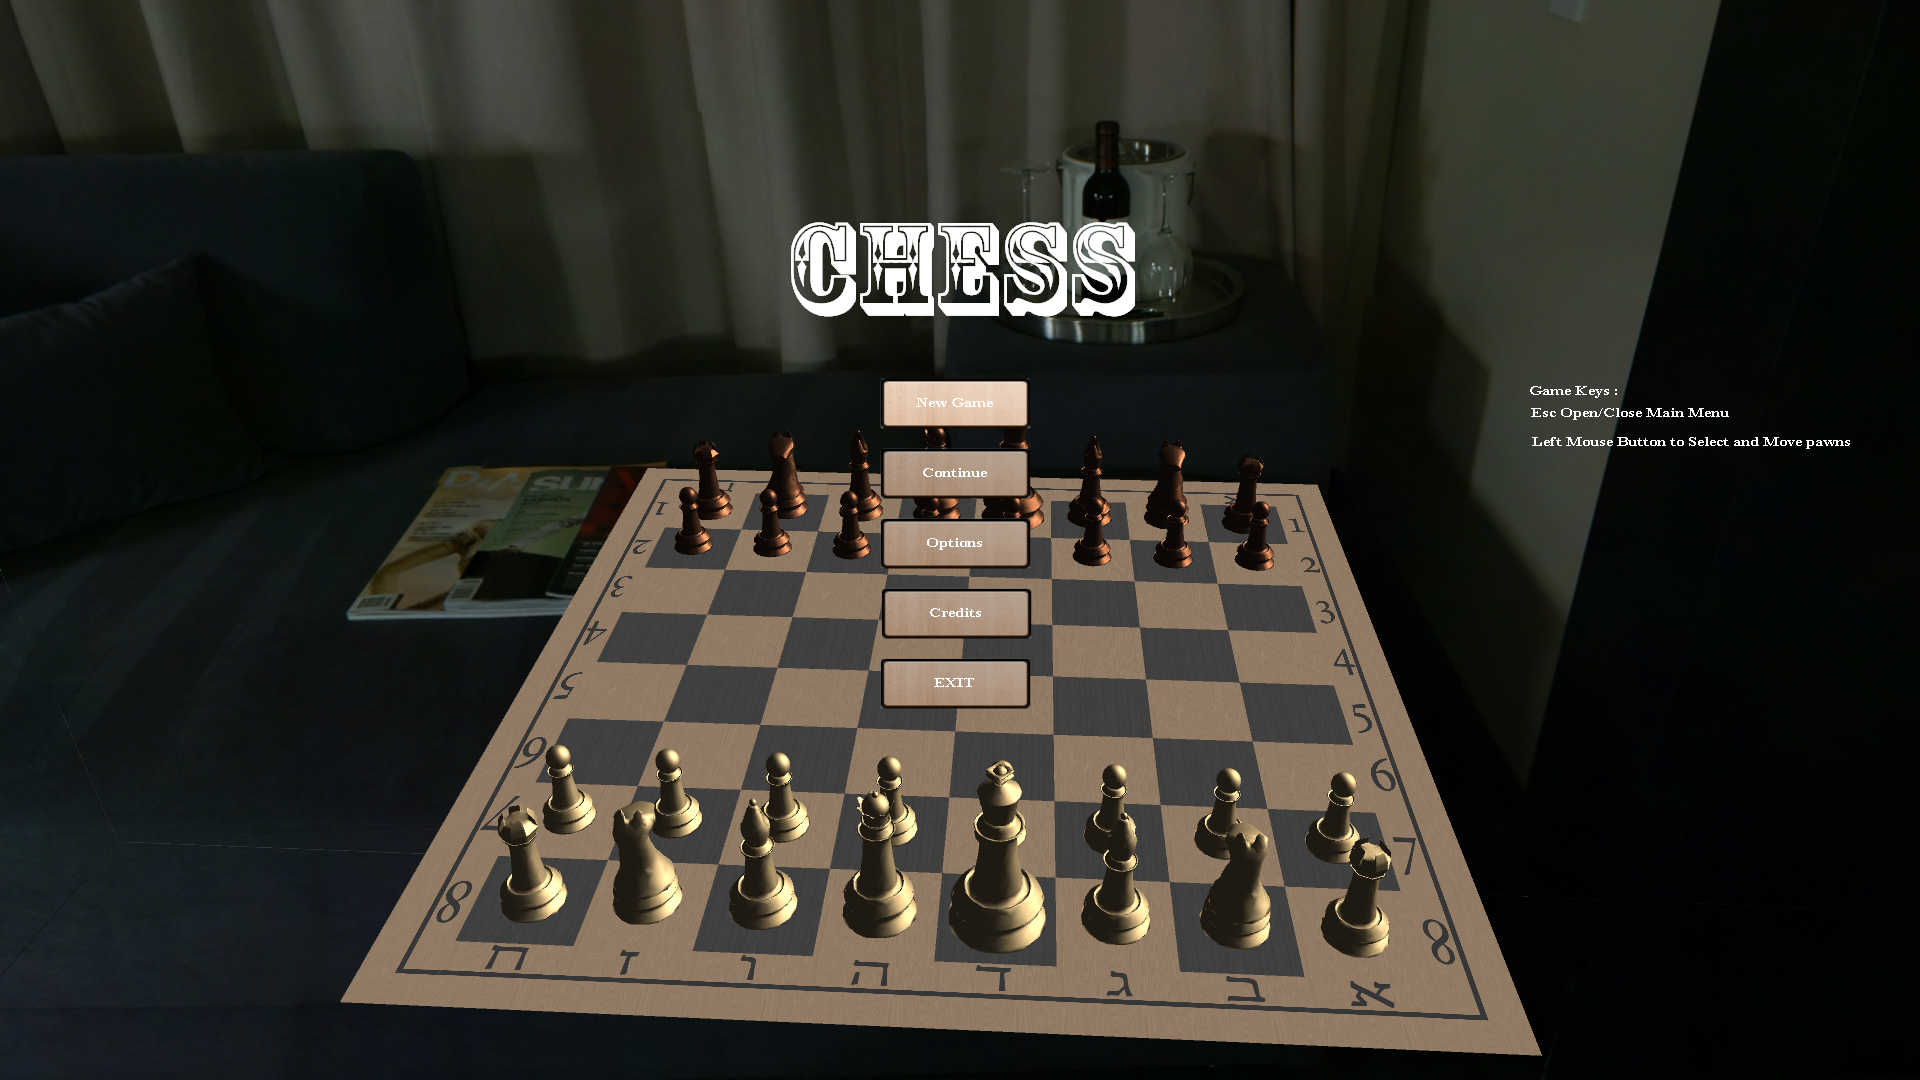 CHESS
New Game
Continue
Options
Credits
EXIT
Game Keys :
Esc Open/Close Main Menu
Left Mouse Button to Select and Move pawns
SU
FASHION
1 1
2 2
3 3
4 4
5 5
6 6
7 7
8 8
ח ז ו ה ד ג ב א